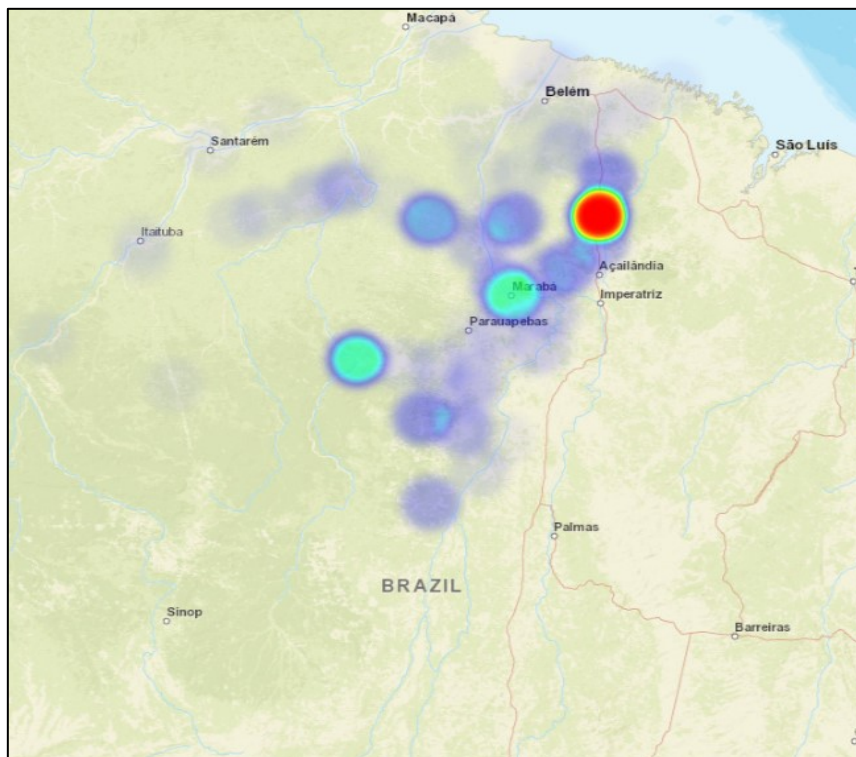 Macapá
Belém
Santarém
São Luís
Itaituba
Açailândia
Marabá
Imperatriz
Parauapebas
Palmas
BRAZIL
Sinop
Barreiras